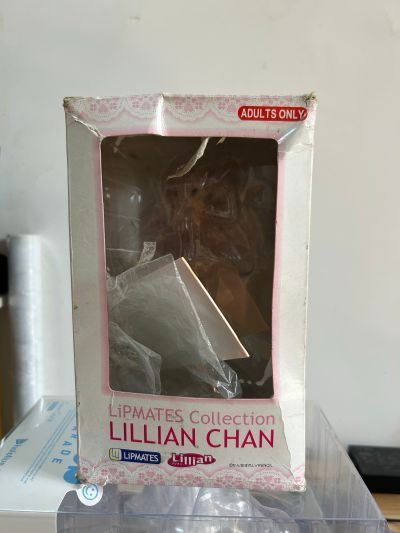 ADULTS ONLY
LiPMATES Collection
LILLIAN CHAN
LIPMATES Lillian